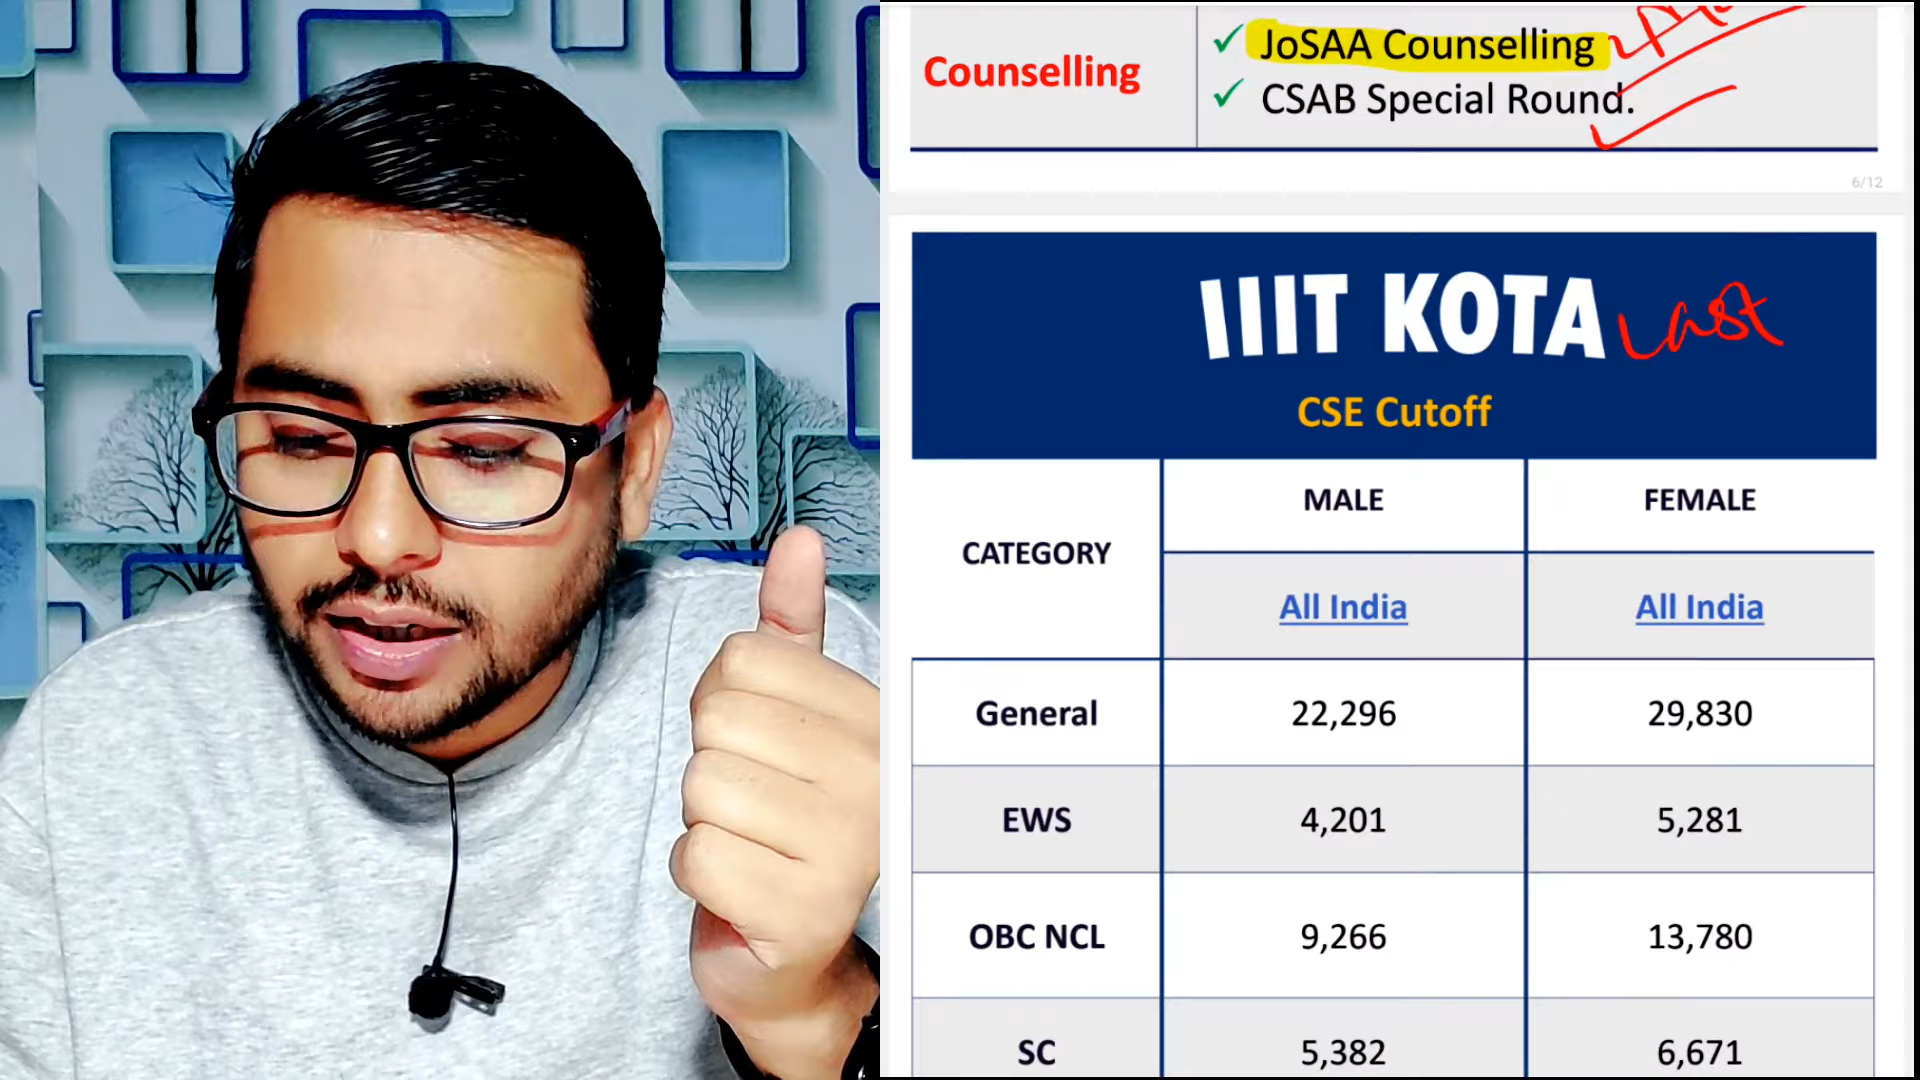 Counselling
✓ JoSAA Counselling
✓ CSAB Special Round.
6/12
IIIT KOTA Last
CSE Cutoff
CATEGORY MALE FEMALE
All India All India
General 22,296 29,830
EWS 4,201 5,281
OBC NCL 9,266 13,780
SC 5,382 6,671